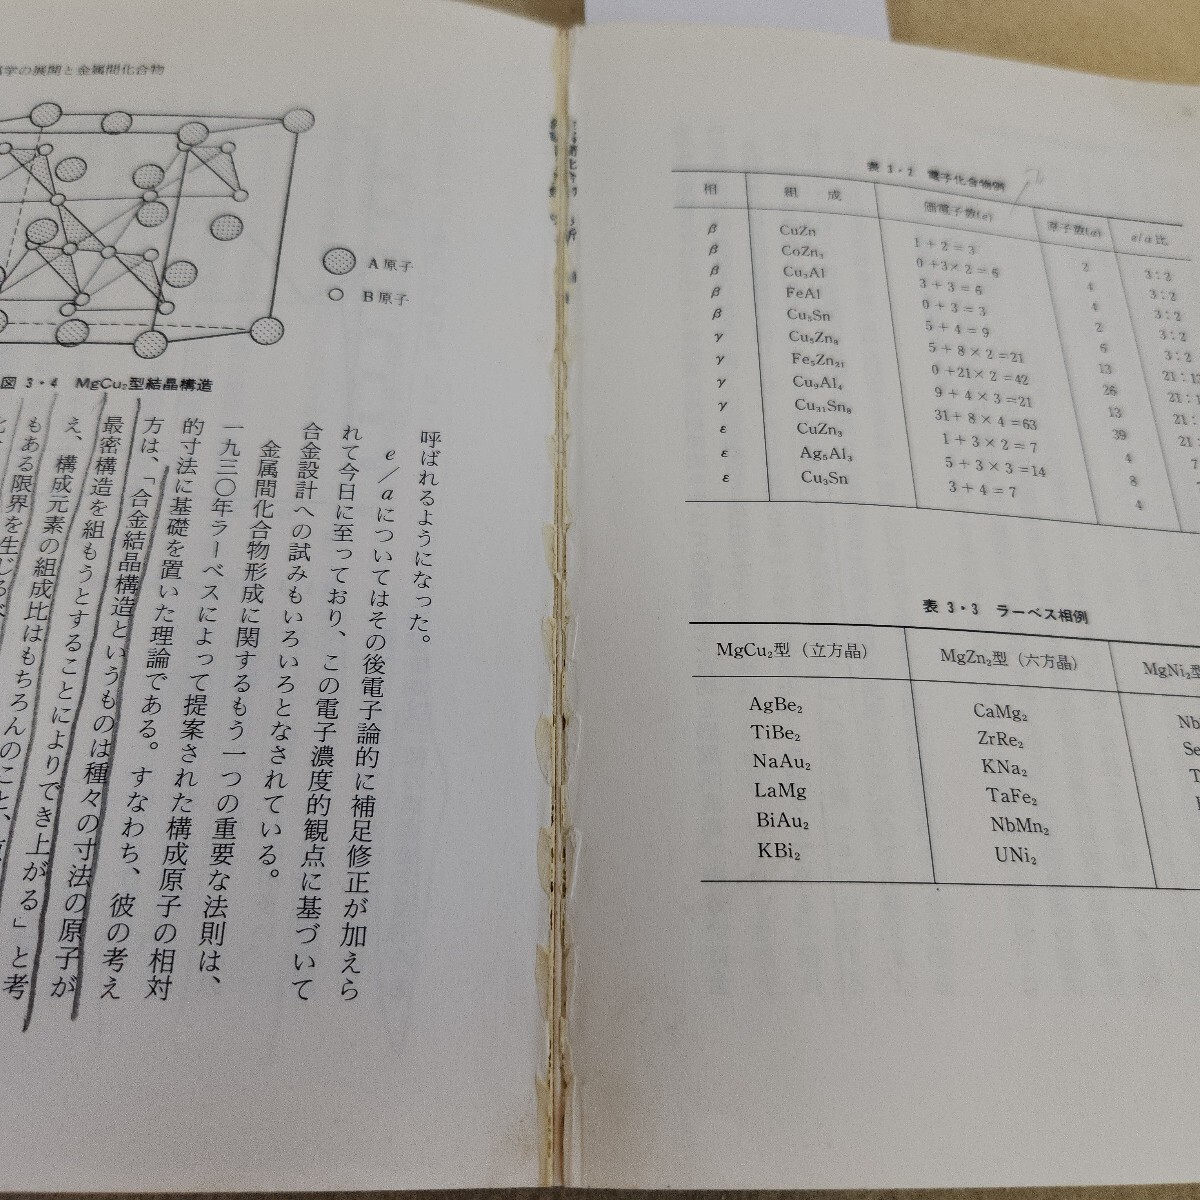 学の展開と金属間化合物
A原子
B原子
図 3・4 MgCu₂型結晶構造
呼ばれるようになった。
e/aについてはその後電子論的に補足修正が加えら
れて今日に至っており、この電子濃度的観点に基づいて
合金設計への試みもいろいろとなされている。
金属間化合物形成に関するもう一つの重要な法則は、
一九三〇年ラーベスによって提案された構成原子の相対
的寸法に基礎を置いた理論である。すなわち、彼の考え
方は、「合金結晶構造というものは種々の寸法の原子が
最密構造を組もうとすることによりでき上がる」と考
え、構成元素の組成比はもちろんのこと、
もある限界を生じるべ
表 3・2 電子化合物例
相 組 成 価電子数(e) 原子数(a) e/a 比
β CuZn 1+2=3 2 3:2
β CoZn₃ 0+3×2=6 4 3:2
β Cu₃Al 3+3=6 4 3:2
β FeAl 0+3=3 2 3:2
β Cu₅Sn 5+4=9 6 3:2
γ Cu₅Zn₈ 5+8×2=21 13 21:13
γ Fe₅Zn₂₁ 0+21×2=42 26 21:1
γ Cu₉Al₄ 9+4×3=21 13 21:
γ Cu₃₁Sn₈ 31+8×4=63 39 21:
ε CuZn₃ 1+3×2=7 4 7
ε Ag₅Al₃ 5+3×3=14 8
ε Cu₃Sn 3+4=7 4
表 3・3 ラーベス相例
MgCu₂型(立方晶) MgZn₂型(六方晶) MgNi₂型
AgBe₂ CaMg₂ Nb
TiBe₂ ZrRe₂ Se
NaAu₂ KNa₂ T
LaMg TaFe₂
BiAu₂ NbMn₂
KBi₂ UNi₂